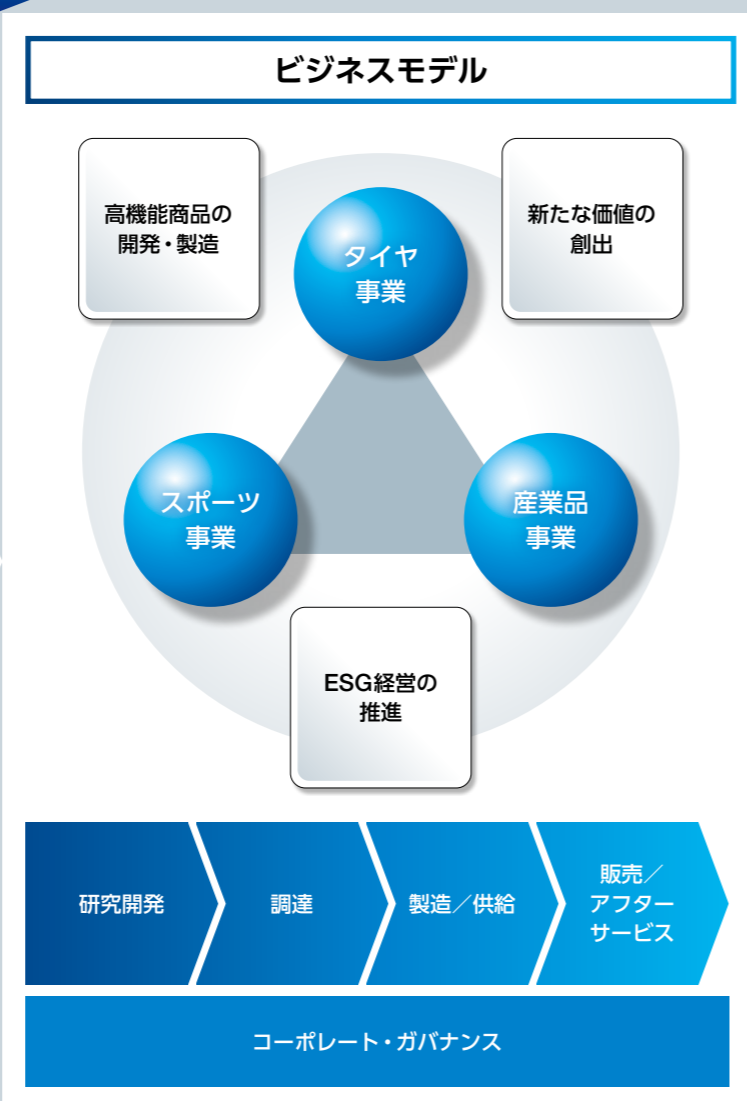 ビジネスモデル
高機能商品の
開発・製造
新たな価値の
創出
タイヤ
事業
スポーツ
事業
産業品
事業
ESG経営の
推進
研究開発
調達
製造／供給
販売／
アフター
サービス
コーポレート・ガバナンス